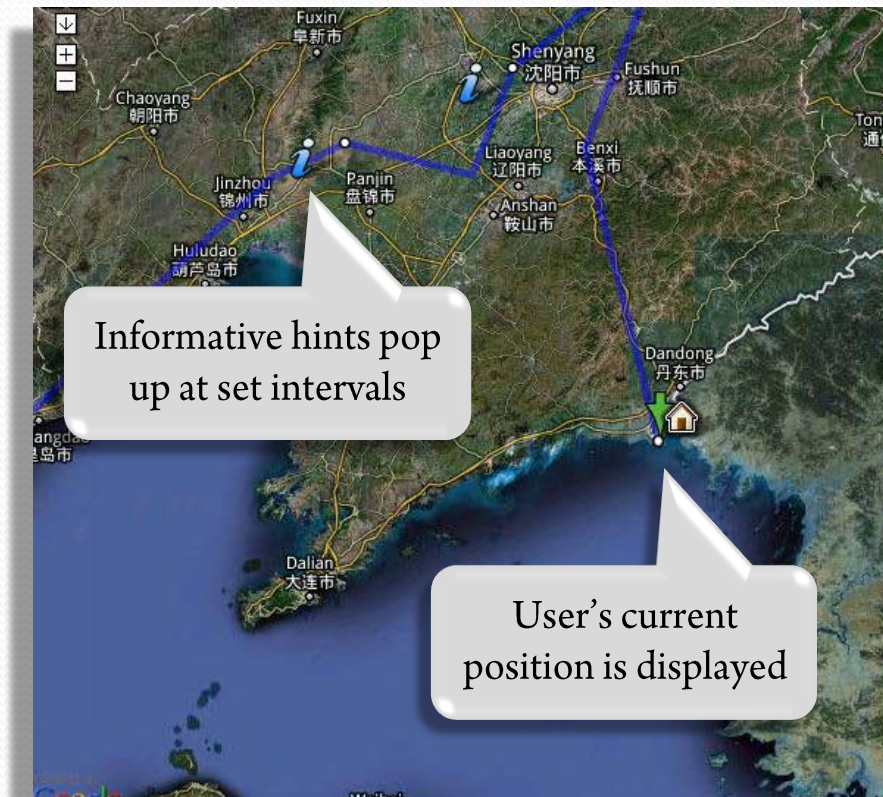 Fuxin
阜新市
Shenyang
沈阳市
Fushun
抚顺市
Chaoyang
朝阳市
Liaoyang
辽阳市
Benxi
本溪市
Jinzhou
锦州市
Panjin
盘锦市
Anshan
鞍山市
Huludao
葫芦岛市
Informative hints pop
up at set intervals
Dandong
丹东市
Dalian
大连市
User's current
position is displayed